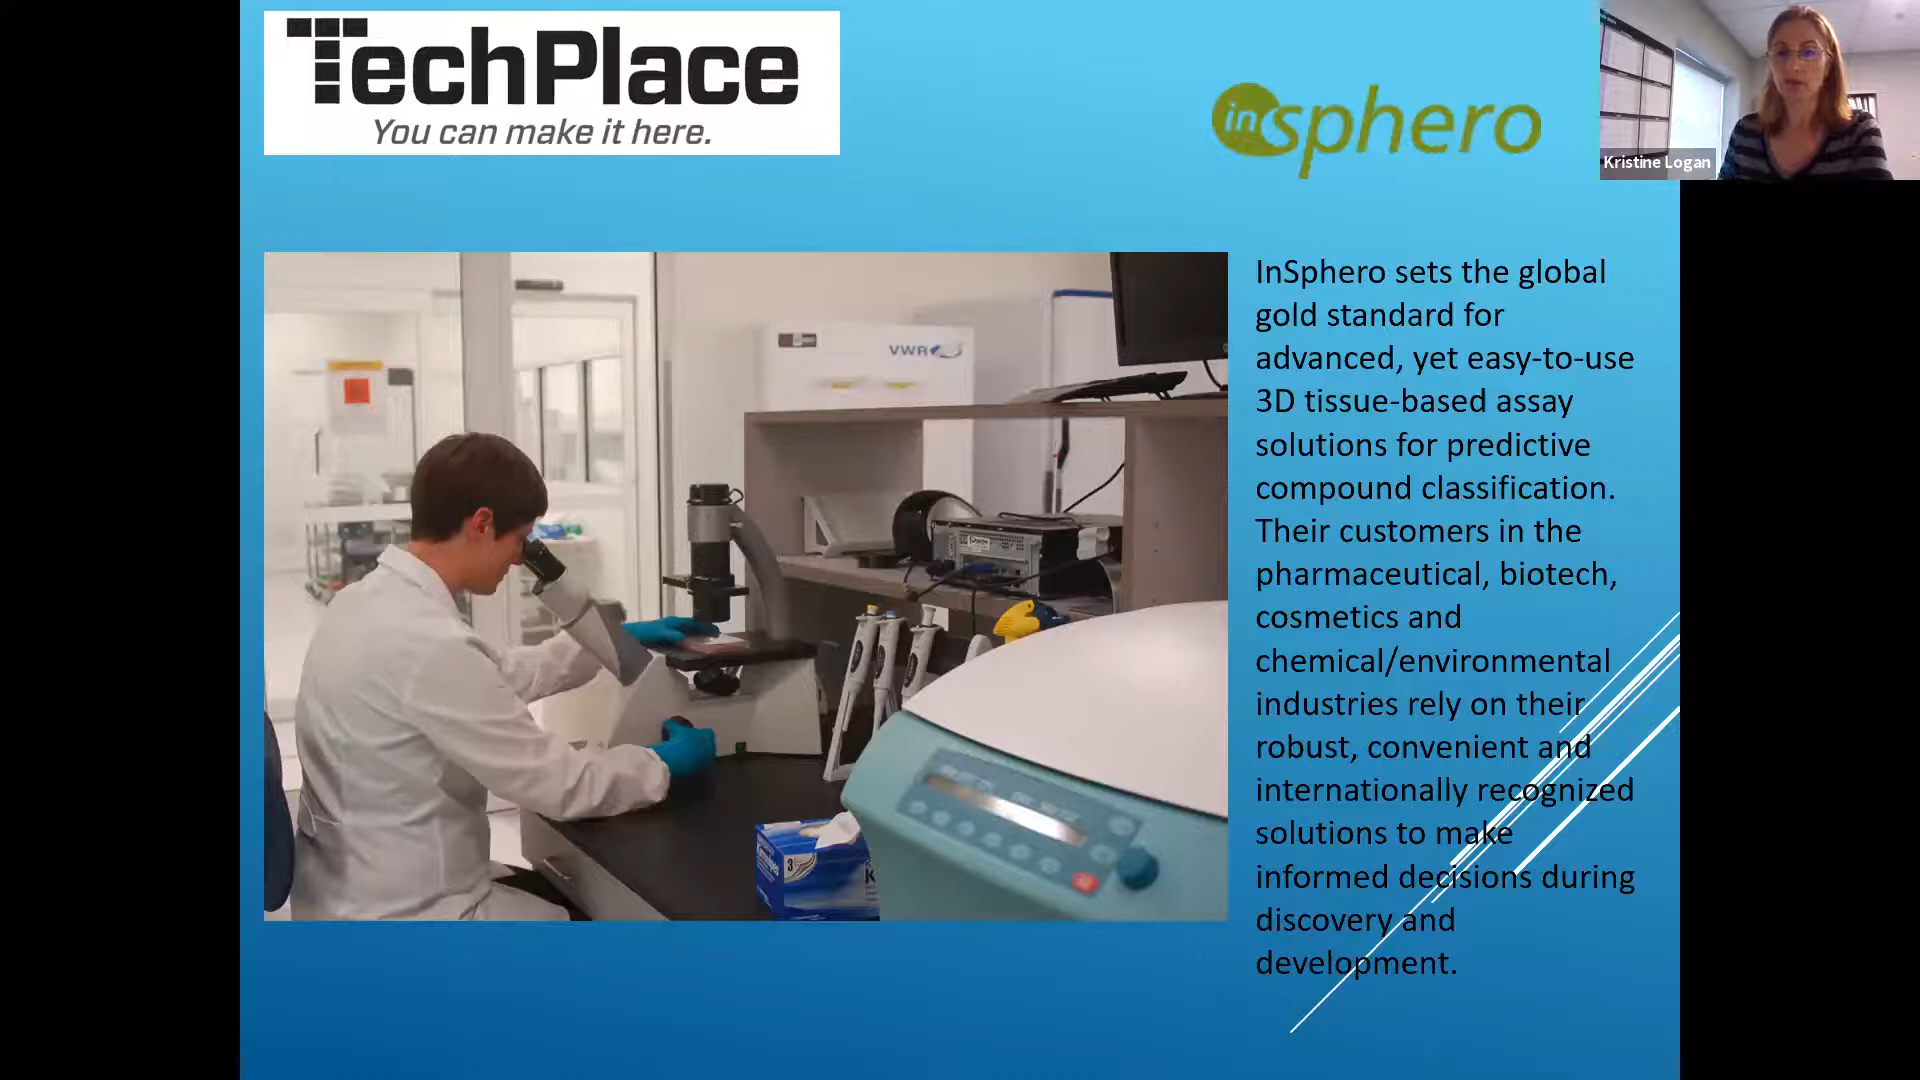 TechPlace
You can make it here.
insphero
Kristine Logan
InSphero sets the global
gold standard for
advanced, yet easy-to-use
3D tissue-based assay
solutions for predictive
compound classification.
Their customers in the
pharmaceutical, biotech,
cosmetics and
chemical/environmental
industries rely on their
robust, convenient and
internationally recognized
solutions to make
informed decisions during
discovery and
development.
VWR
3